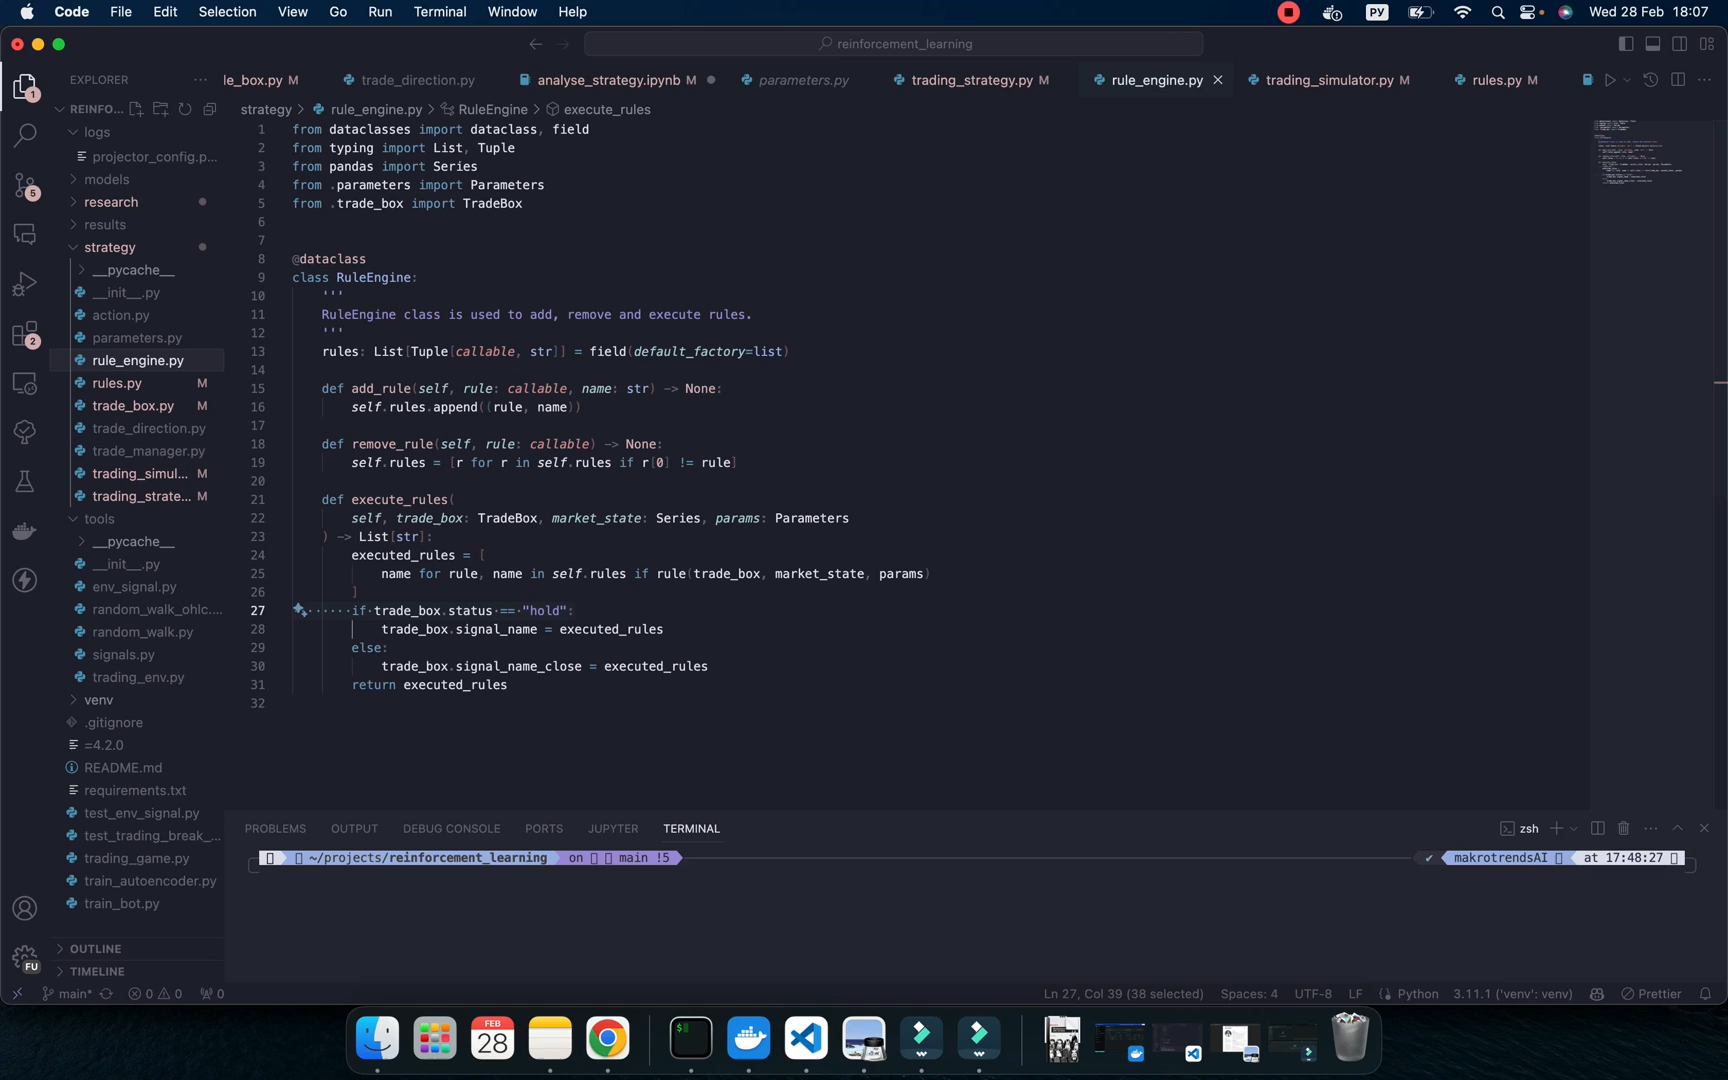 Code File Edit Selection View Go Run Terminal Window Help
РУ
Wed 28 Feb 18:07
reinforcement_learning
EXPLORER
le_box.py M
trade_direction.py
analyse_strategy.ipynb M
parameters.py
trading_strategy.py M
rule_engine.py
trading_simulator.py M
rules.py M
strategy > rule_engine.py > RuleEngine > execute_rules
REINFO...
logs
projector_config.p...
models
research
results
strategy
__pycache__
__init__.py
action.py
parameters.py
rule_engine.py
rules.py M
trade_box.py M
trade_direction.py
trade_manager.py
trading_simul... M
trading_strate... M
tools
__pycache__
__init__.py
env_signal.py
random_walk_ohlc....
random_walk.py
signals.py
trading_env.py
venv
.gitignore
=4.2.0
README.md
requirements.txt
test_env_signal.py
test_trading_break_...
trading_game.py
train_autoencoder.py
train_bot.py
OUTLINE
TIMELINE
1
5
2
FU
1 from dataclasses import dataclass, field
2 from typing import List, Tuple
3 from pandas import Series
4 from .parameters import Parameters
5 from .trade_box import TradeBox
6
7
8 @dataclass
9 class RuleEngine:
10 '''
11 RuleEngine class is used to add, remove and execute rules.
12 '''
13 rules: List[Tuple[callable, str]] = field(default_factory=list)
14
15 def add_rule(self, rule: callable, name: str) -> None:
16 self.rules.append((rule, name))
17
18 def remove_rule(self, rule: callable) -> None:
19 self.rules = [r for r in self.rules if r[0] != rule]
20
21 def execute_rules(
22 self, trade_box: TradeBox, market_state: Series, params: Parameters
23 ) -> List[str]:
24 executed_rules = [
25 name for rule, name in self.rules if rule(trade_box, market_state, params)
26 ]
27 if trade_box.status == "hold":
28 trade_box.signal_name = executed_rules
29 else:
30 trade_box.signal_name_close = executed_rules
31 return executed_rules
32
PROBLEMS OUTPUT DEBUG CONSOLE PORTS JUPYTER TERMINAL
zsh
~/projects/reinforcement_learning on main !5
makrotrendsAI at 17:48:27
main* 0 0 0
Ln 27, Col 39 (38 selected) Spaces: 4 UTF-8 LF Python 3.11.1 ('venv': venv) Prettier
FEB
28